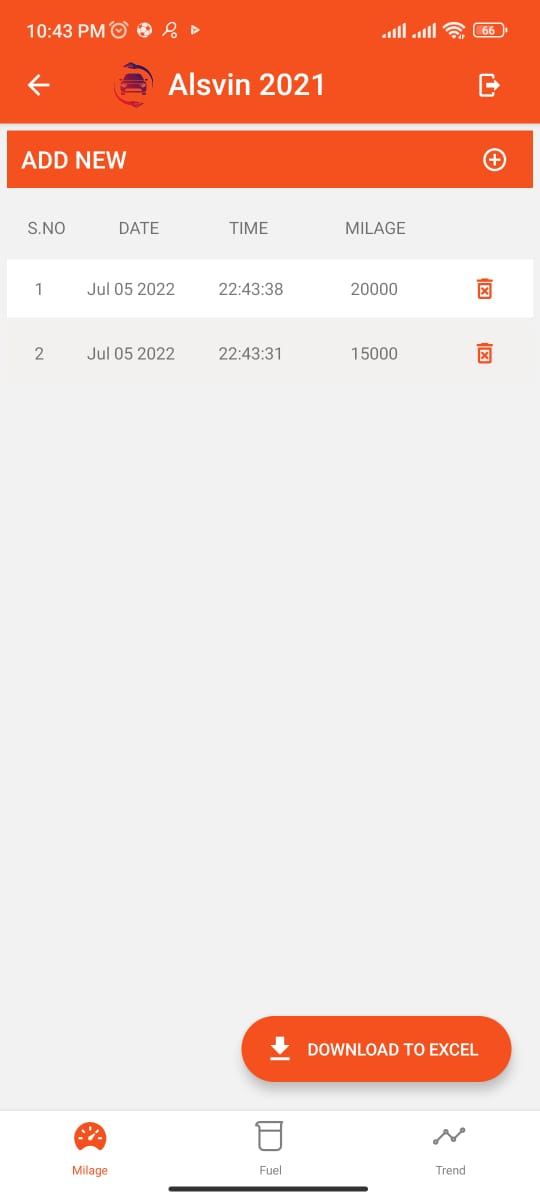 10:43 PM 66
Alsvin 2021
ADD NEW
S.NO DATE TIME MILAGE
1 Jul 05 2022 22:43:38 20000
2 Jul 05 2022 22:43:31 15000
DOWNLOAD TO EXCEL
Milage Fuel Trend